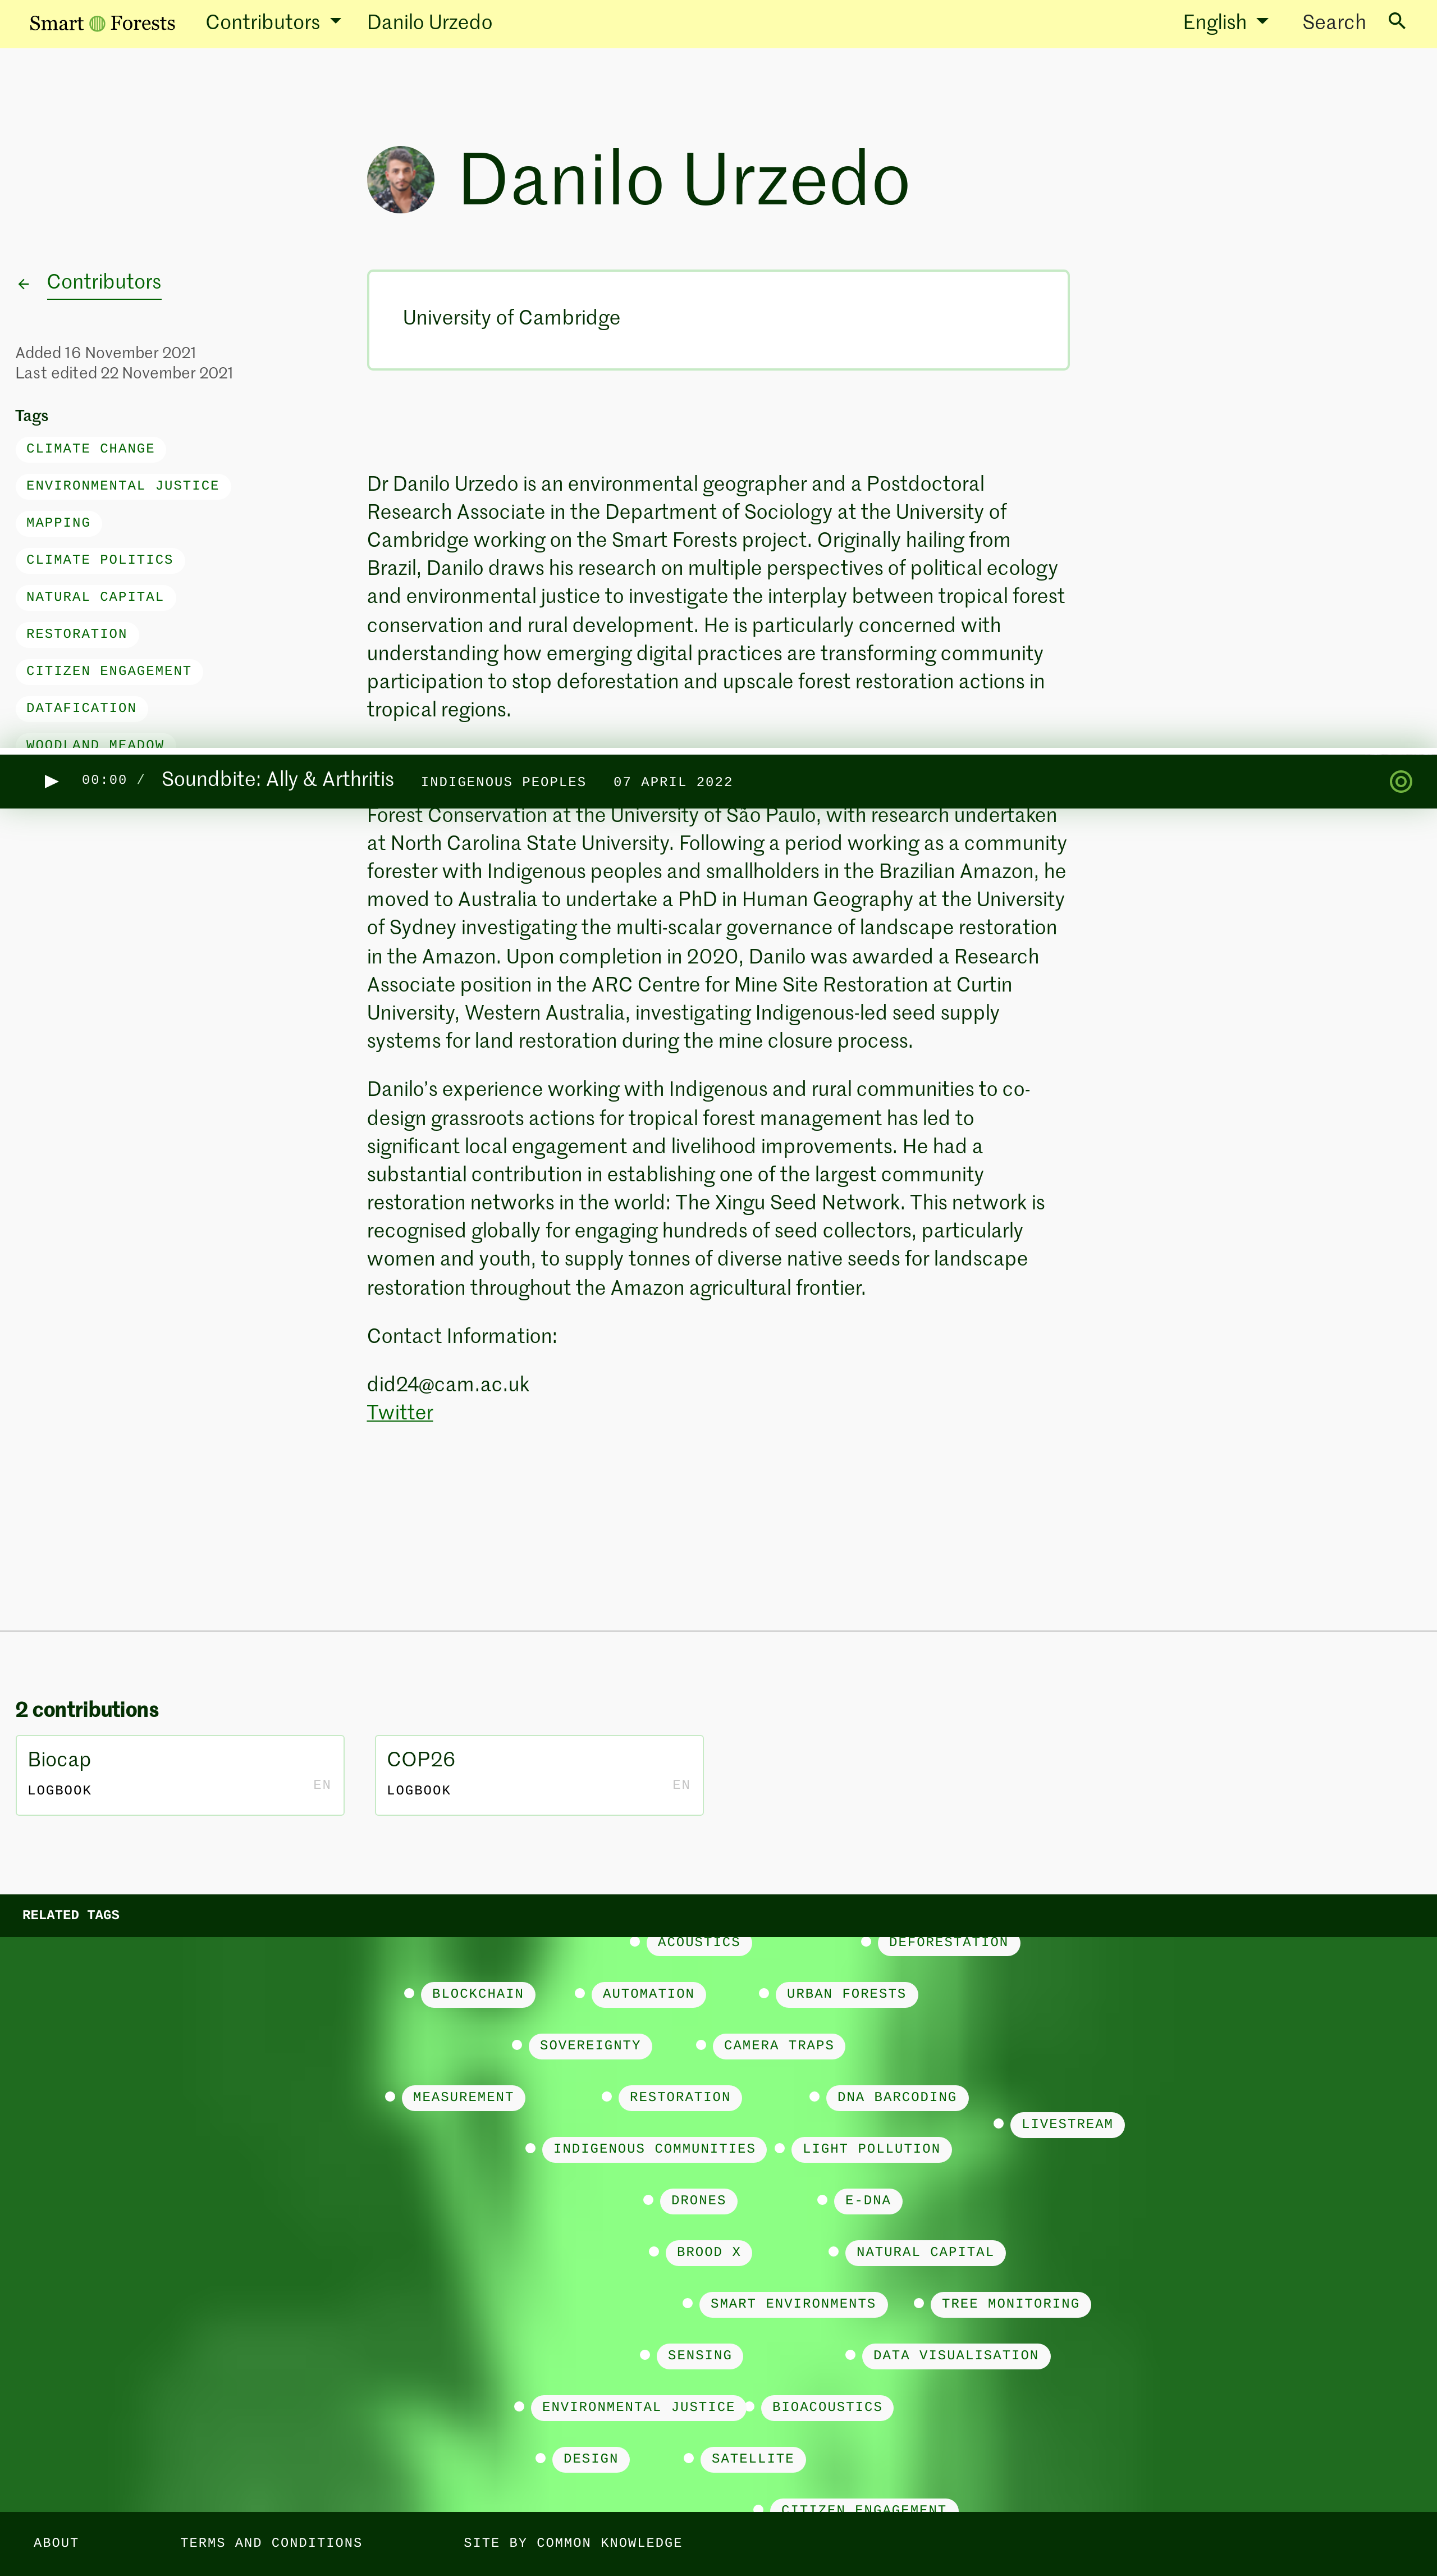 Smart Forests Contributors Danilo Urzedo English Search
Danilo Urzedo
Contributors
University of Cambridge
Added 16 November 2021
Last edited 22 November 2021
Tags
CLIMATE CHANGE
ENVIRONMENTAL JUSTICE
MAPPING
CLIMATE POLITICS
NATURAL CAPITAL
RESTORATION
CITIZEN ENGAGEMENT
DATAFICATION
WOODLAND MEADOW
Dr Danilo Urzedo is an environmental geographer and a Postdoctoral
Research Associate in the Department of Sociology at the University of
Cambridge working on the Smart Forests project. Originally hailing from
Brazil, Danilo draws his research on multiple perspectives of political ecology
and environmental justice to investigate the interplay between tropical forest
conservation and rural development. He is particularly concerned with
understanding how emerging digital practices are transforming community
participation to stop deforestation and upscale forest restoration actions in
tropical regions.
00:00 / Soundbite: Ally & Arthritis INDIGENOUS PEOPLES 07 APRIL 2022
Forest Conservation at the University of São Paulo, with research undertaken
at North Carolina State University. Following a period working as a community
forester with Indigenous peoples and smallholders in the Brazilian Amazon, he
moved to Australia to undertake a PhD in Human Geography at the University
of Sydney investigating the multi-scalar governance of landscape restoration
in the Amazon. Upon completion in 2020, Danilo was awarded a Research
Associate position in the ARC Centre for Mine Site Restoration at Curtin
University, Western Australia, investigating Indigenous-led seed supply
systems for land restoration during the mine closure process.
Danilo’s experience working with Indigenous and rural communities to co-
design grassroots actions for tropical forest management has led to
significant local engagement and livelihood improvements. He had a
substantial contribution in establishing one of the largest community
restoration networks in the world: The Xingu Seed Network. This network is
recognised globally for engaging hundreds of seed collectors, particularly
women and youth, to supply tonnes of diverse native seeds for landscape
restoration throughout the Amazon agricultural frontier.
Contact Information:
did24@cam.ac.uk
Twitter
2 contributions
Biocap
LOGBOOK EN
COP26
LOGBOOK EN
RELATED TAGS
ACOUSTICS DEFORESTATION
BLOCKCHAIN AUTOMATION URBAN FORESTS
SOVEREIGNTY CAMERA TRAPS
MEASUREMENT RESTORATION DNA BARCODING
LIVESTREAM
INDIGENOUS COMMUNITIES LIGHT POLLUTION
DRONES E-DNA
BROOD X NATURAL CAPITAL
SMART ENVIRONMENTS TREE MONITORING
SENSING DATA VISUALISATION
ENVIRONMENTAL JUSTICE BIOACOUSTICS
DESIGN SATELLITE
CITIZEN ENGAGEMENT
ABOUT TERMS AND CONDITIONS SITE BY COMMON KNOWLEDGE